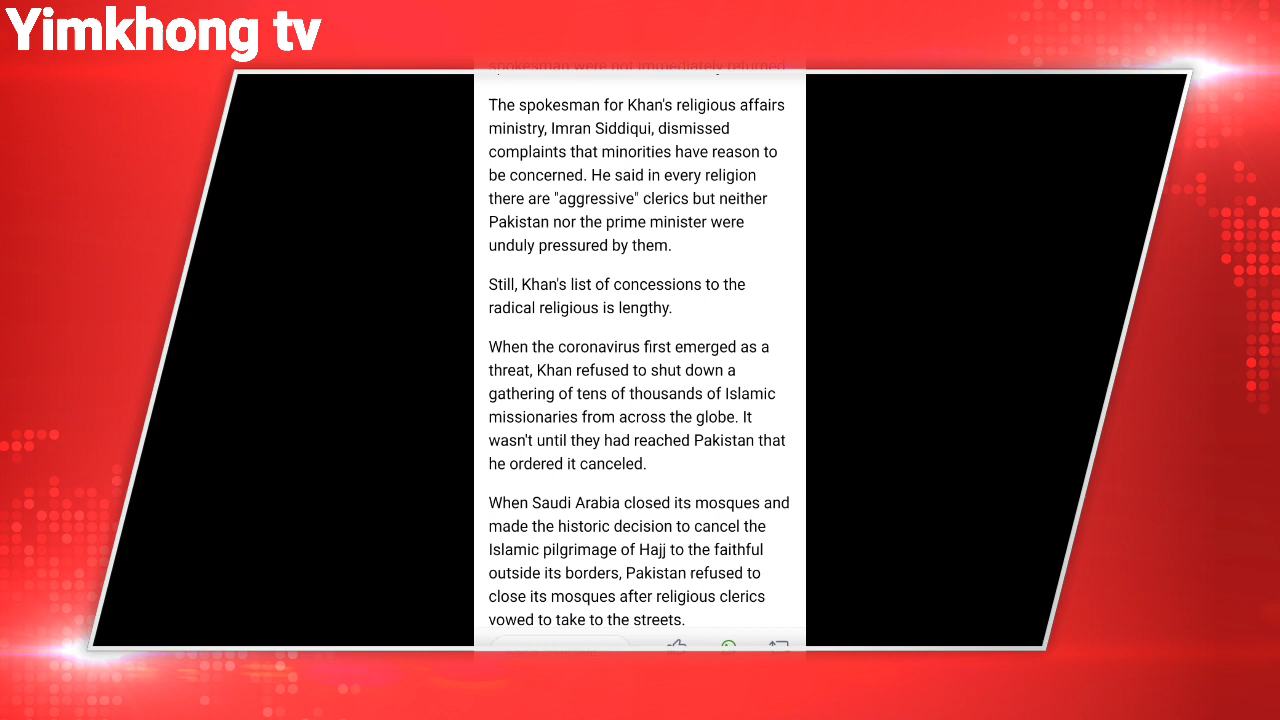 Yimkhong tv
spokesman were not immediately returned
The spokesman for Khan's religious affairs
ministry, Imran Siddiqui, dismissed
complaints that minorities have reason to
be concerned. He said in every religion
there are "aggressive" clerics but neither
Pakistan nor the prime minister were
unduly pressured by them.
Still, Khan's list of concessions to the
radical religious is lengthy.
When the coronavirus first emerged as a
threat, Khan refused to shut down a
gathering of tens of thousands of Islamic
missionaries from across the globe. It
wasn't until they had reached Pakistan that
he ordered it canceled.
When Saudi Arabia closed its mosques and
made the historic decision to cancel the
Islamic pilgrimage of Hajj to the faithful
outside its borders, Pakistan refused to
close its mosques after religious clerics
vowed to take to the streets.